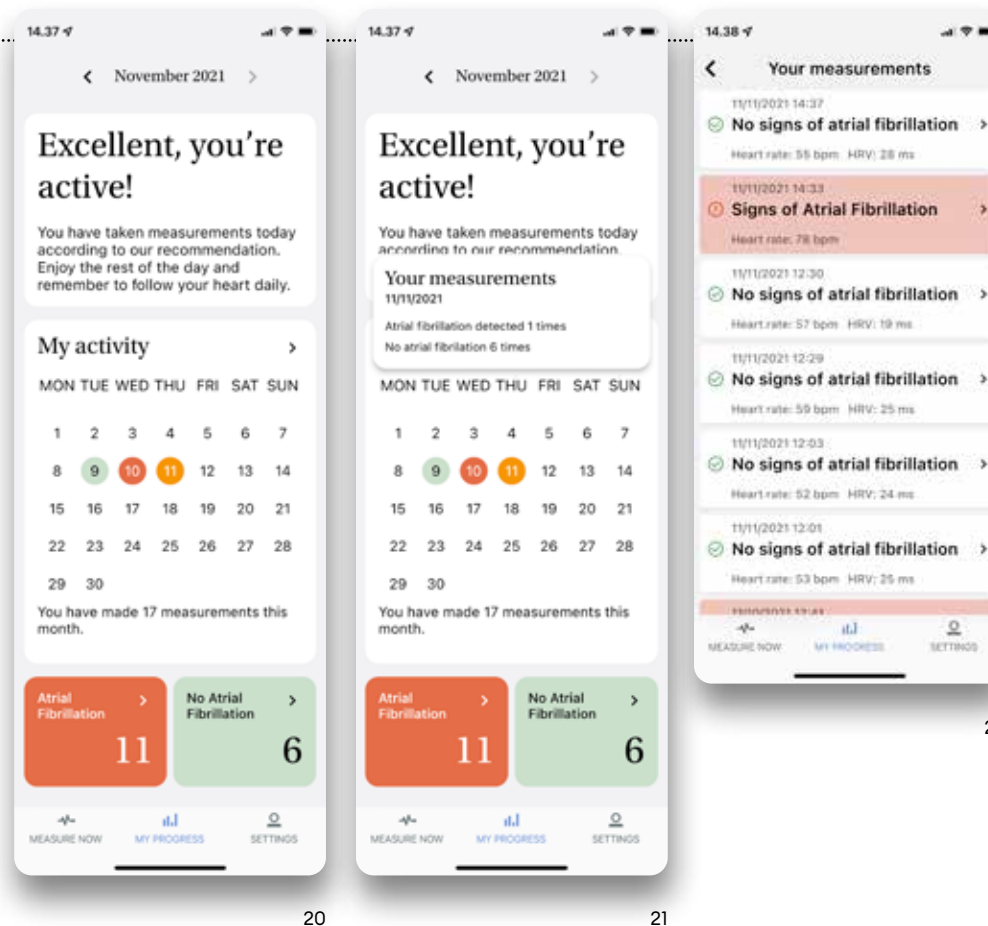 14.37
November 2021
Excellent, you're
active!
You have taken measurements today
according to our recommendation.
Enjoy the rest of the day and
remember to follow your heart daily.
My activity
MON TUE WED THU FRI SAT SUN
1 2 3 4 5 6 7
8 9 10 11 12 13 14
15 16 17 18 19 20 21
22 23 24 25 26 27 28
29 30
You have made 17 measurements this
month.
Atrial
Fibrillation
11
No Atrial
Fibrillation
6
MEASURE NOW
MY PROGRESS
SETTINGS
20
14.37
November 2021
Excellent, you're
active!
You have taken measurements today
according to our recommendation.
Your measurements
11/11/2021
Atrial fibrillation detected 1 times
No atrial fibrilation 6 times
MON TUE WED THU FRI SAT SUN
1 2 3 4 5 6 7
8 9 10 11 12 13 14
15 16 17 18 19 20 21
22 23 24 25 26 27 28
29 30
You have made 17 measurements this
month.
Atrial
Fibrillation
11
No Atrial
Fibrillation
6
MEASURE NOW
MY PROGRESS
SETTINGS
21
14.38
Your measurements
11/11/2021 14:37
No signs of atrial fibrillation
Heart rate: 55 bpm HRV: 28 ms
11/11/2021 14:33
Signs of Atrial Fibrillation
Heart rate: 78 bpm
11/11/2021 12:30
No signs of atrial fibrillation
Heart rate: 57 bpm HRV: 19 ms
11/11/2021 12:29
No signs of atrial fibrillation
Heart rate: 59 bpm HRV: 25 ms
11/11/2021 12:03
No signs of atrial fibrillation
Heart rate: 52 bpm HRV: 24 ms
11/11/2021 12:01
No signs of atrial fibrillation
Heart rate: 53 bpm HRV: 25 ms
MEASURE NOW
MY PROGRESS
SETTINGS